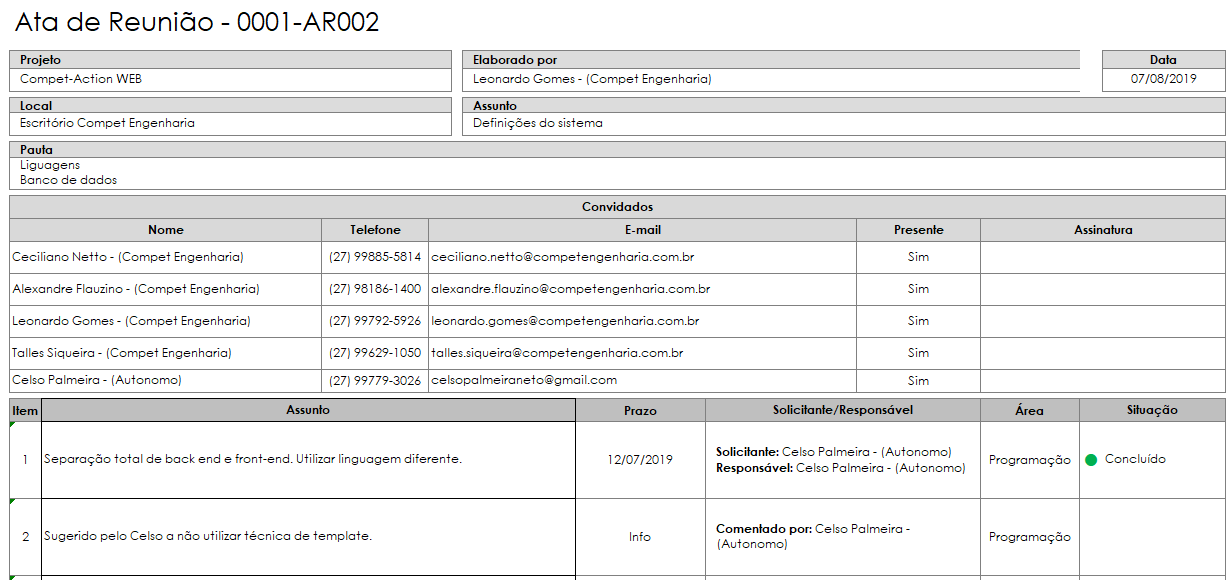 Ata de Reunião - 0001-AR002
Projeto
Compet-Action WEB
Elaborado por
Leonardo Gomes - (Compet Engenharia)
Data
07/08/2019
Local
Escritório Compet Engenharia
Assunto
Definições do sistema
Pauta
Liguagens
Banco de dados
Convidados
Nome Telefone E-mail Presente Assinatura
Ceciliano Netto - (Compet Engenharia) (27) 99885-5814 ceciliano.netto@competengenharia.com.br Sim
Alexandre Flauzino - (Compet Engenharia) (27) 98186-1400 alexandre.flauzino@competengenharia.com.br Sim
Leonardo Gomes - (Compet Engenharia) (27) 99792-5926 leonardo.gomes@competengenharia.com.br Sim
Talles Siqueira - (Compet Engenharia) (27) 99629-1050 talles.siqueira@competengenharia.com.br Sim
Celso Palmeira - (Autonomo) (27) 99779-3026 celsopalmeiraneto@gmail.com Sim
Item Assunto Prazo Solicitante/Responsável Área Situação
1 Separação total de back end e front-end. Utilizar linguagem diferente. 12/07/2019
Solicitante: Celso Palmeira - (Autonomo)
Responsável: Celso Palmeira - (Autonomo)
Programação Concluído
2 Sugerido pelo Celso a não utilizar técnica de template. Info
Comentado por: Celso Palmeira -
(Autonomo)
Programação